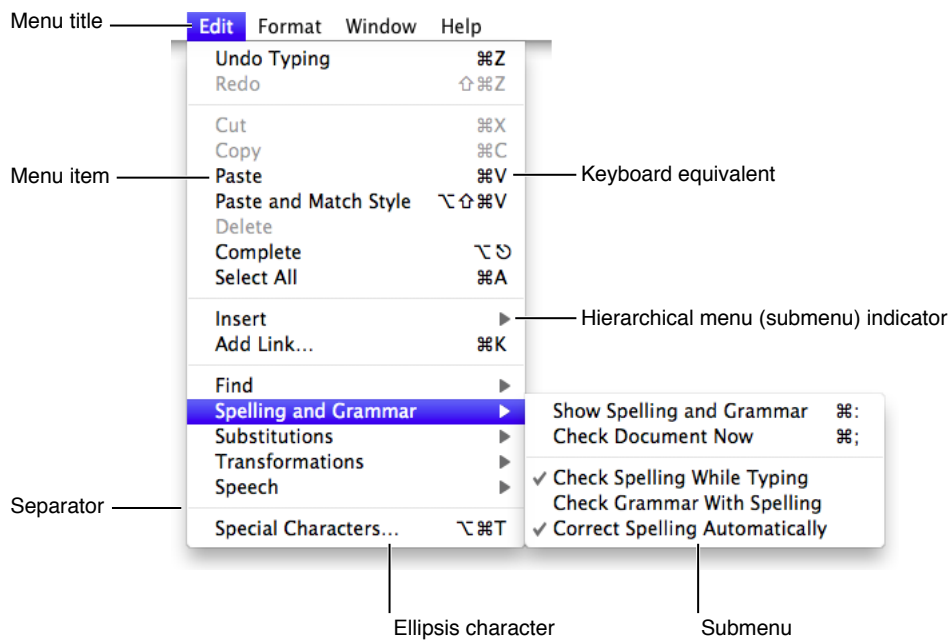 Menu title
Edit Format Window Help
Undo Typing ⌘Z
Redo ⇧⌘Z
Cut ⌘X
Copy ⌘C
Menu item
Paste ⌘V
Keyboard equivalent
Paste and Match Style ⌥⇧⌘V
Delete
Complete ⌥⎋
Select All ⌘A
Insert ▶
Hierarchical menu (submenu) indicator
Add Link... ⌘K
Find ▶
Spelling and Grammar ▶
Show Spelling and Grammar ⌘:
Substitutions ▶
Check Document Now ⌘;
Transformations ▶
Speech ▶
✓ Check Spelling While Typing
Check Grammar With Spelling
✓ Correct Spelling Automatically
Separator
Special Characters... ⌥⌘T
Ellipsis character
Submenu